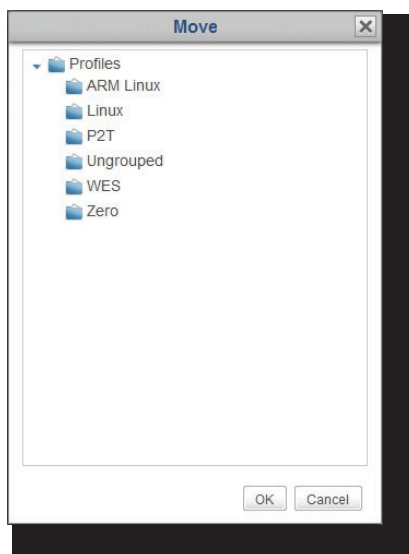 Move
Profiles
ARM Linux
Linux
P2T
Ungrouped
WES
Zero
OK Cancel